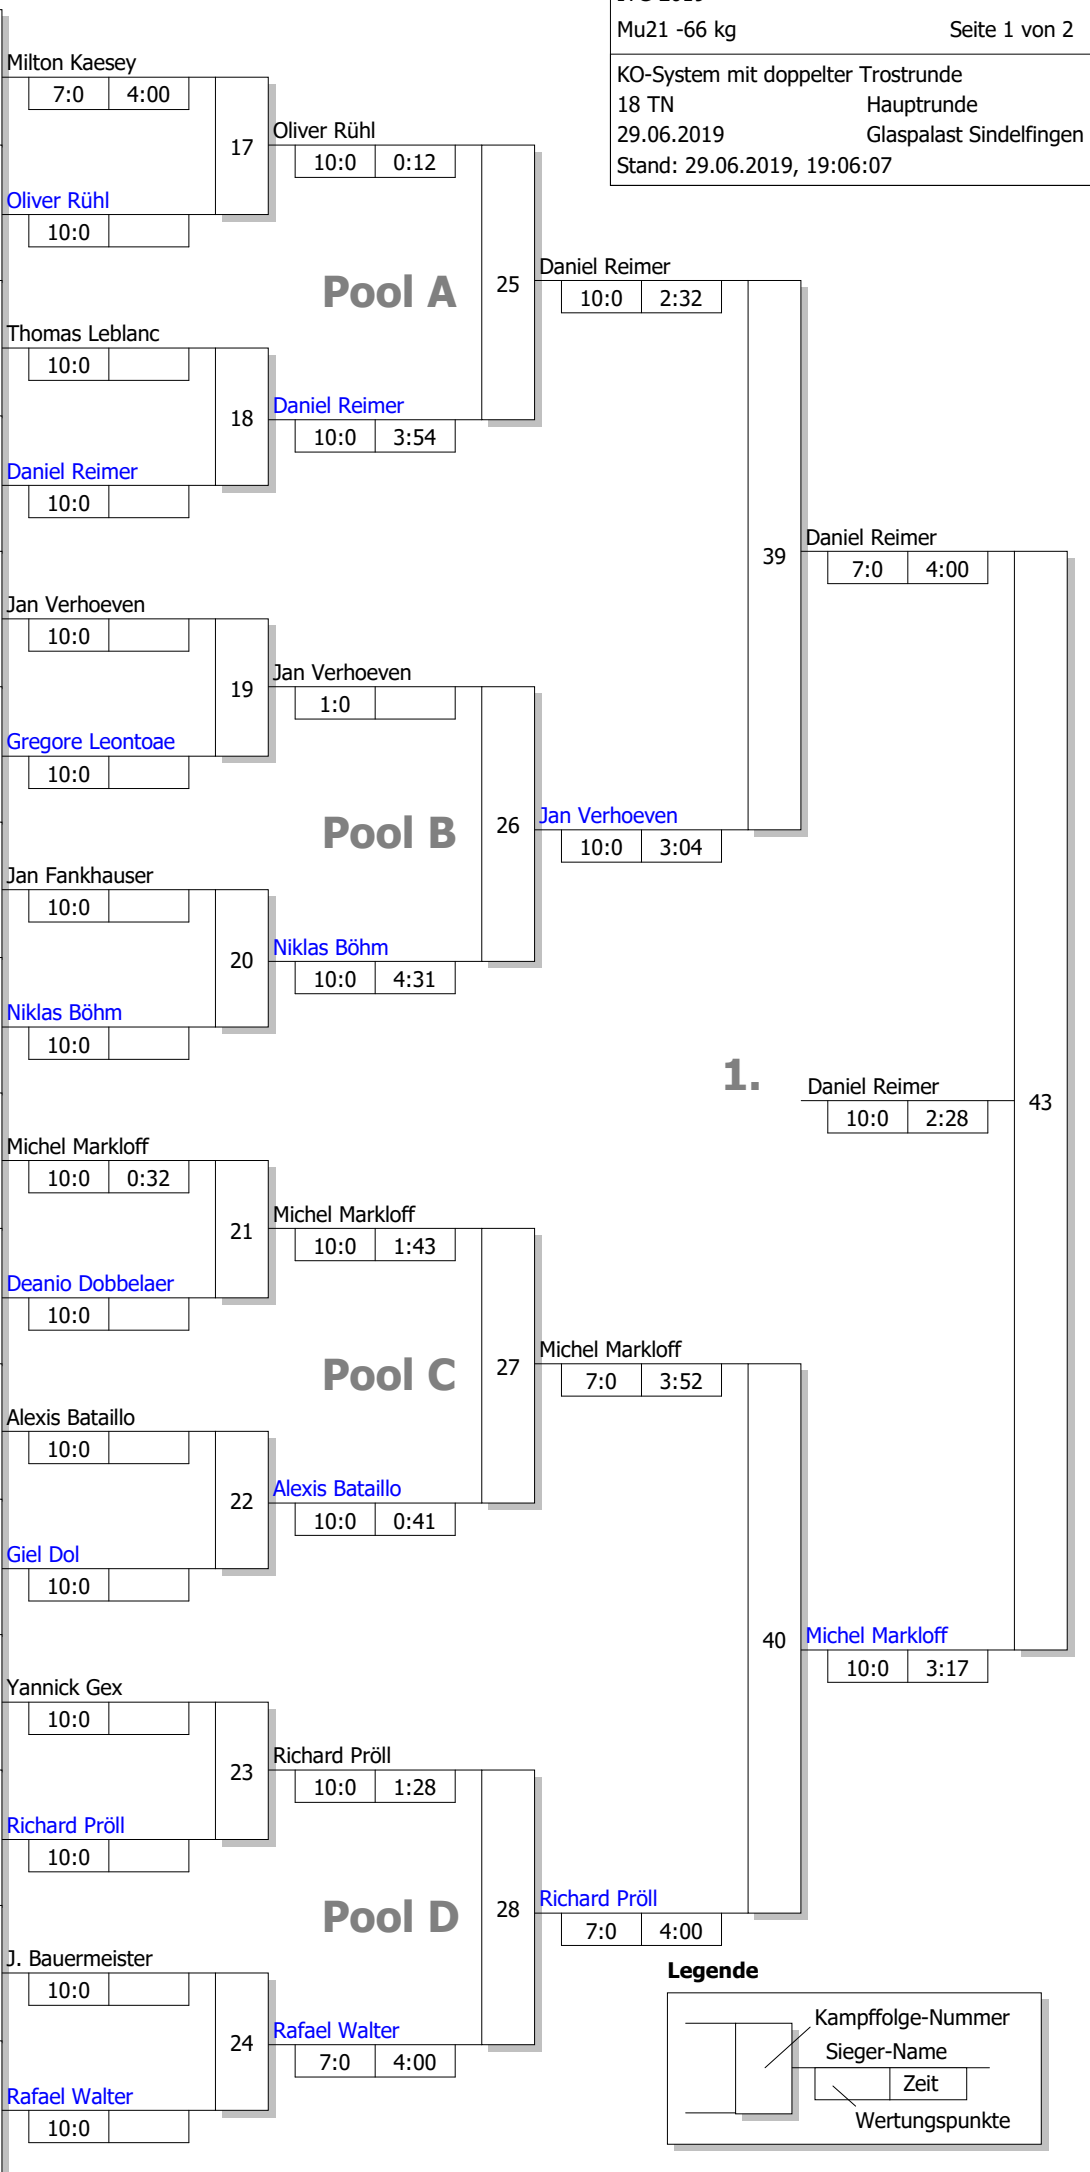 Mu21 -66 kg Seite 1 von 2
KO-System mit doppelter Trostrunde
18 TN Hauptrunde
29.06.2019 Glaspalast Sindelfingen
Stand: 29.06.2019, 19:06:07
Milton Kaesey
7:0 4:00
17
Oliver Rühl
10:0 0:12
Oliver Rühl
10:0
Pool A
25
Daniel Reimer
10:0 2:32
Thomas Leblanc
10:0
18
Daniel Reimer
10:0 3:54
Daniel Reimer
10:0
39
Daniel Reimer
7:0 4:00
Jan Verhoeven
10:0
19
Jan Verhoeven
1:0
Gregore Leontoae
10:0
Pool B
26
Jan Verhoeven
10:0 3:04
Jan Fankhauser
10:0
20
Niklas Böhm
10:0 4:31
Niklas Böhm
10:0
1.
Daniel Reimer
10:0 2:28
43
Michel Markloff
10:0 0:32
21
Michel Markloff
10:0 1:43
Deanio Dobbelaer
10:0
Pool C
27
Michel Markloff
7:0 3:52
Alexis Bataillo
10:0
22
Alexis Bataillo
10:0 0:41
Giel Dol
10:0
40
Michel Markloff
10:0 3:17
Yannick Gex
10:0
23
Richard Pröll
10:0 1:28
Richard Pröll
10:0
Pool D
28
Richard Pröll
7:0 4:00
J. Bauermeister
10:0
24
Rafael Walter
7:0 4:00
Rafael Walter
10:0
Legende
Kampffolge-Nummer
Sieger-Name
Zeit
Wertungspunkte